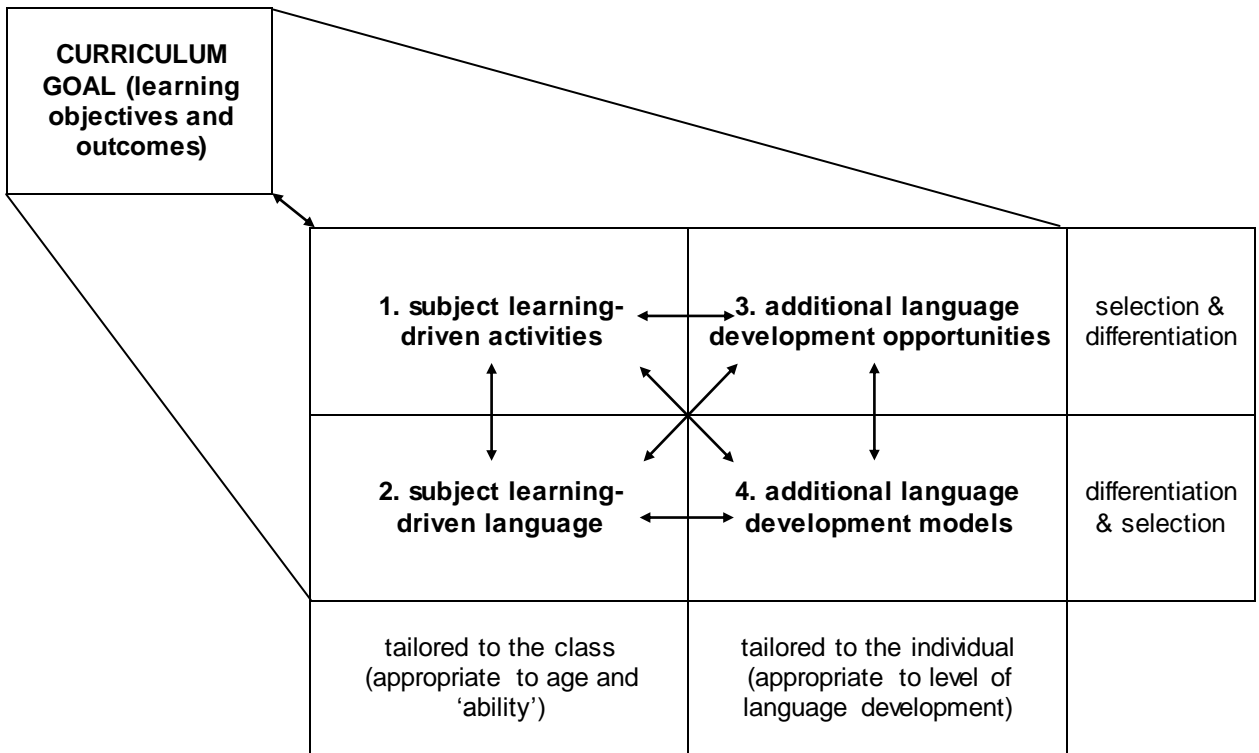 CURRICULUM
GOAL (learning
objectives and
outcomes)
1. subject learning-
driven activities
3. additional language
development opportunities
selection &
differentiation
2. subject learning-
driven language
4. additional language
development models
differentiation
& selection
tailored to the class
(appropriate to age and
‘ability’)
tailored to the individual
(appropriate to level of
language development)